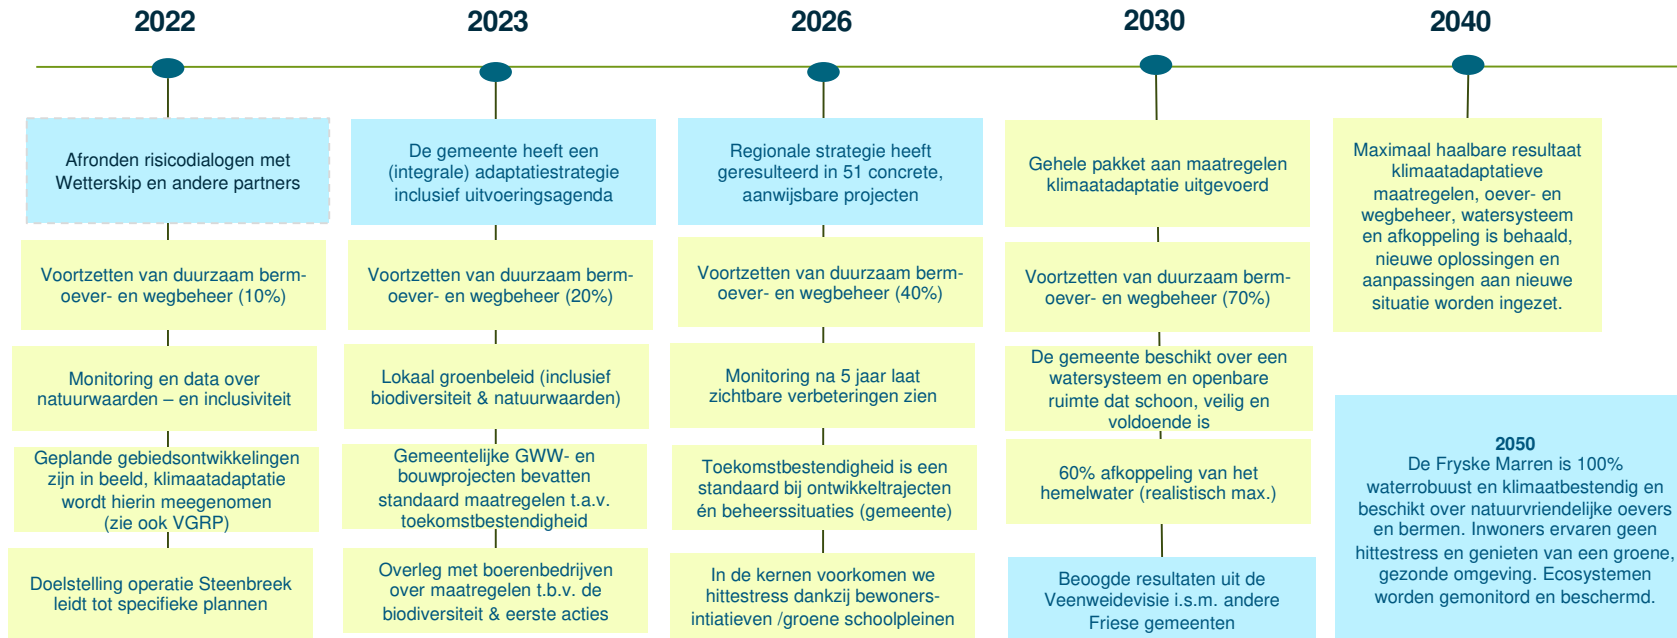 2022
2023
2026
2030
2040
Afronden risicodialogen met
Wetterskip en andere partners
Voortzetten van duurzaam berm-
oever- en wegbeheer (10%)
Monitoring en data over
natuurwaarden – en inclusiviteit
Geplande gebiedsontwikkelingen
zijn in beeld, klimaatadaptatie
wordt hierin meegenomen
(zie ook VGRP)
Doelstelling operatie Steenbreek
leidt tot specifieke plannen
De gemeente heeft een
(integrale) adaptatiestrategie
inclusief uitvoeringsagenda
Voortzetten van duurzaam berm-
oever- en wegbeheer (20%)
Lokaal groenbeleid (inclusief
biodiversiteit & natuurwaarden)
Gemeentelijke GWW- en
bouwprojecten bevatten
standaard maatregelen t.a.v.
toekomstbestendigheid
Overleg met boerenbedrijven
over maatregelen t.b.v. de
biodiversiteit & eerste acties
Regionale strategie heeft
geresulteerd in 51 concrete,
aanwijsbare projecten
Voortzetten van duurzaam berm-
oever- en wegbeheer (40%)
Monitoring na 5 jaar laat
zichtbare verbeteringen zien
Toekomstbestendigheid is een
standaard bij ontwikkeltrajecten
én beheerssituaties (gemeente)
In de kernen voorkomen we
hittestress dankzij bewoners-
intiatieven /groene schoolpleinen
Gehele pakket aan maatregelen
klimaatadaptatie uitgevoerd
Voortzetten van duurzaam berm-
oever- en wegbeheer (70%)
De gemeente beschikt over een
watersysteem en openbare
ruimte dat schoon, veilig en
voldoende is
60% afkoppeling van het
hemelwater (realistisch max.)
Beoogde resultaten uit de
Veenweidevisie i.s.m. andere
Friese gemeenten
Maximaal haalbare resultaat
klimaatadaptatieve
maatregelen, oever- en
wegbeheer, watersysteem
en afkoppeling is behaald,
nieuwe oplossingen en
aanpassingen aan nieuwe
situatie worden ingezet.
2050
De Fryske Marren is 100%
waterrobuust en klimaatbestendig en
beschikt over natuurvriendelijke oevers
en bermen. Inwoners ervaren geen
hittestress en genieten van een groene,
gezonde omgeving. Ecosystemen
worden gemonitord en beschermd.